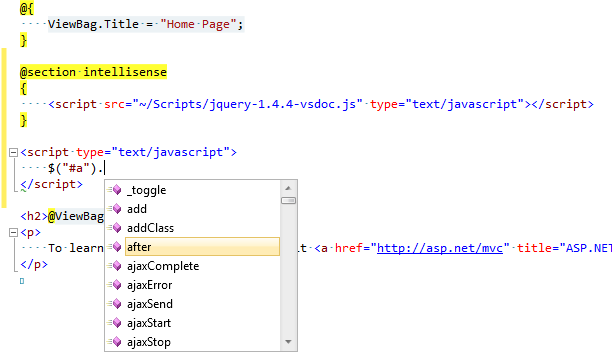 @{
    ViewBag.Title = "Home Page";
}
@section intellisense
{
    <script src="~/Scripts/jquery-1.4.4-vsdoc.js" type="text/javascript"></script>
}
<script type="text/javascript">
    $("#a").
</script>
_toggle
add
addClass
after
ajaxComplete
ajaxError
ajaxSend
ajaxStart
ajaxStop
<h2>@ViewBag
<p>
    To learn t <a href="http://asp.net/mvc" title="ASP.NET
</p>